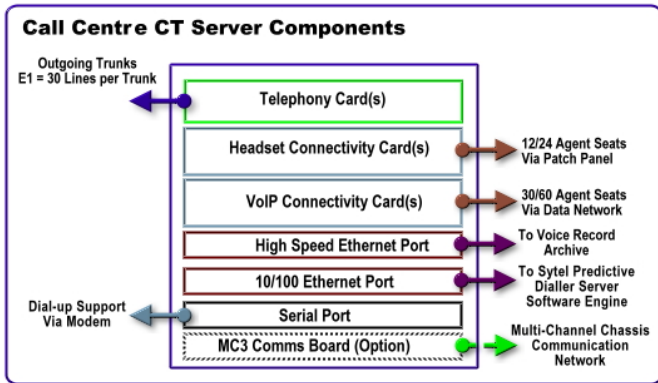 Call Centre CT Server Components
Outgoing Trunks
E1 = 30 Lines per Trunk
Telephony Card(s)
Headset Connectivity Card(s)
12/24 Agent Seats
Via Patch Panel
VoIP Connectivity Card(s)
30/60 Agent Seats
Via Data Network
High Speed Ethernet Port
To Voice Record
Archive
10/100 Ethernet Port
To Sytel Predictive
Dialler Server
Software Engine
Dial-up Support
Via Modem
Serial Port
MC3 Comms Board (Option)
Multi-Channel Chassis
Communication
Network